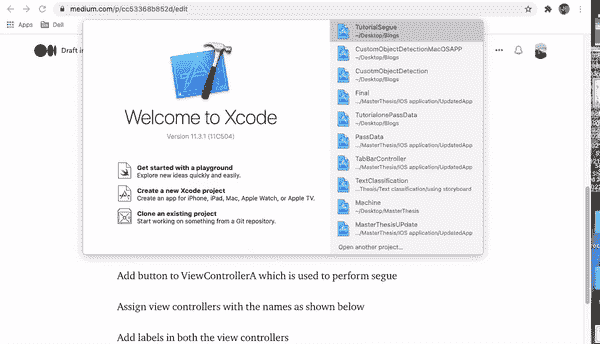 medium.com/p/cc53368b852d/edit
Apps
Dell
Draft in
Welcome to Xcode
Version 11.3.1 (11C504)
Get started with a playground
Explore new ideas quickly and easily.
Create a new Xcode project
Create an app for iPhone, iPad, Mac, Apple Watch, or Apple TV.
Clone an existing project
Start working on something from a Git repository.
TutorialSegue
~/Desktop/Blogs
CustomObjectDetectionMacOSAPP
~/Desktop/Blogs
CusotmObjectDetection
~/Desktop/Blogs
Final
.../MasterThesis/IOS application/UpdatedApp
TutorialonsPassData
~/Desktop/Blogs
PassData
.../MasterThesis/IOS application/UpdatedApp
TabBarController
.../MasterThesis/IOS application/UpdatedApp
TextClassification
...Thesis/Text classification/using storyboard
Machine
~/Desktop/MasterThesis
MasterThesisUPdate
.../MasterThesis/IOS application/UpdatedApp
Open another project...
Add button to ViewControllerA which is used to perform segue
Assign view controllers with the names as shown below
Add labels in both the view controllers